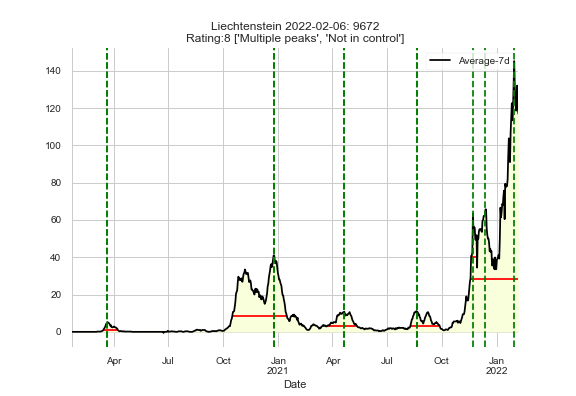 Liechtenstein 2022-02-06: 9672
Rating:8 ['Multiple peaks', 'Not in control']
Average-7d
140
120
100
80
60
40
20
0
Apr
Jul
Oct
Jan
2021
Apr
Jul
Oct
Jan
2022
Date